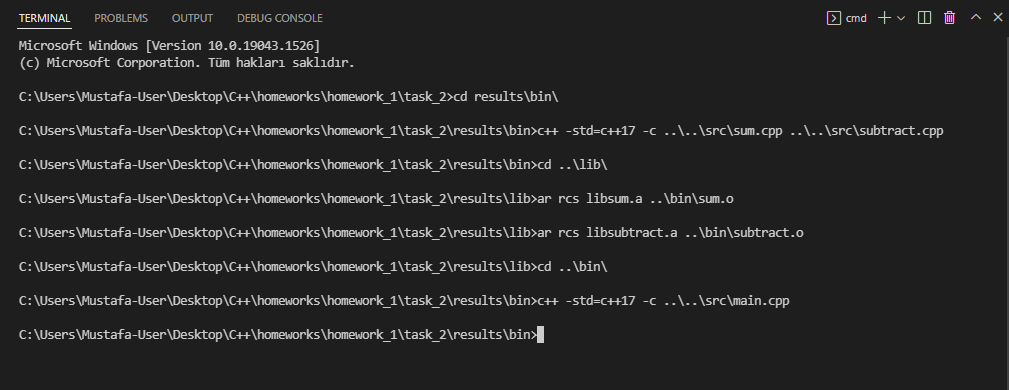 TERMINAL PROBLEMS OUTPUT DEBUG CONSOLE cmd
Microsoft Windows [Version 10.0.19043.1526]
(c) Microsoft Corporation. Tüm hakları saklıdır.
C:\Users\Mustafa-User\Desktop\C++\homeworks\homework_1\task_2>cd results\bin\
C:\Users\Mustafa-User\Desktop\C++\homeworks\homework_1\task_2\results\bin>c++ -std=c++17 -c ..\..\src\sum.cpp ..\..\src\subtract.cpp
C:\Users\Mustafa-User\Desktop\C++\homeworks\homework_1\task_2\results\bin>cd ..\lib\
C:\Users\Mustafa-User\Desktop\C++\homeworks\homework_1\task_2\results\lib>ar rcs libsum.a ..\bin\sum.o
C:\Users\Mustafa-User\Desktop\C++\homeworks\homework_1\task_2\results\lib>ar rcs libsubtract.a ..\bin\subtract.o
C:\Users\Mustafa-User\Desktop\C++\homeworks\homework_1\task_2\results\lib>cd ..\bin\
C:\Users\Mustafa-User\Desktop\C++\homeworks\homework_1\task_2\results\bin>c++ -std=c++17 -c ..\..\src\main.cpp
C:\Users\Mustafa-User\Desktop\C++\homeworks\homework_1\task_2\results\bin>